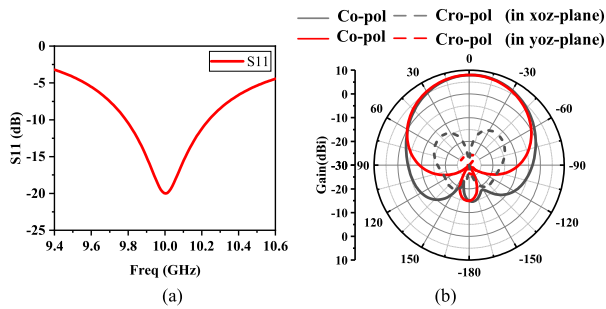 Co-pol Cro-pol (in xoz-plane)
Co-pol Cro-pol (in yoz-plane)
S11
S11 (dB)
0
-5
-10
-15
-20
-25
9.4 9.6 9.8 10.0 10.2 10.4 10.6
Freq (GHz)
(a)
Gain(dBi)
10
0
-10
-20
-30
-20
-10
0
10
0
30 -30
60 -60
90 -90
120 -120
150 -150
-180
(b)